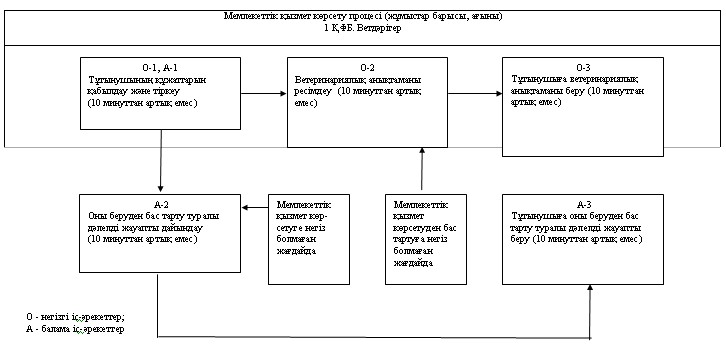 Мемлекеттік қызмет көрсету процесі (жұмыстар барысы, ағыны)
1 ҚФБ. Ветдәрігер
О-1, А-1
Тұтынушының құжаттарын
қабылдау және тіркеу
(10 минуттан артық емес)
О-2
Ветеринариялық анықтаманы
ресімдеу (10 минуттан артық
емес)
О-3
Тұтынушыға ветеринариялық
анықтаманы беру (10 минуттан
артық емес)
А-2
Оны беруден бас тарту туралы
дәлелді жауапты дайындау
(10 минуттан артық емес)
Мемлекеттік
қызмет көр-
сетуге негіз
болмаған
жағдайда
Мемлекеттік
қызмет
көрсетуден бас
тартуға негіз
болмаған
жағдайда
А-3
Тұтынушыға оны беруден бас
тарту туралы дәлелді жауапты
беру (10 минуттан артық емес)
О - негізгі іс-әрекеттер;
А - балама іс-әрекеттер